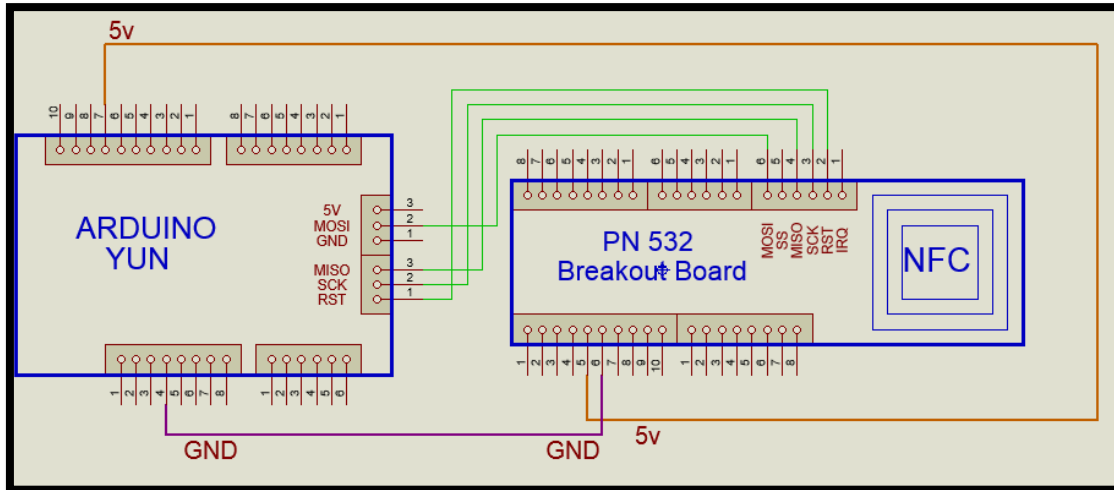 5v
10 9 8 7 6 5 4 3 2 1
8 7 6 5 4 3 2 1
8 7 6 5 4 3 2 1
6 5 4 3 2 1
6 5 4 3 2 1
5V 3
MOSI 2
GND 1
MISO 3
SCK 2
RST 1
ARDUINO
YUN
MOSI
SS
MISO
SCK
RST
IRQ
PN 532
Breakout Board
NFC
1 2 3 4 5 6 7 8
1 2 3 4 5 6
1 2 3 4 5 6 7 8 9 10
1 2 3 4 5 6 7 8
GND
GND
5v